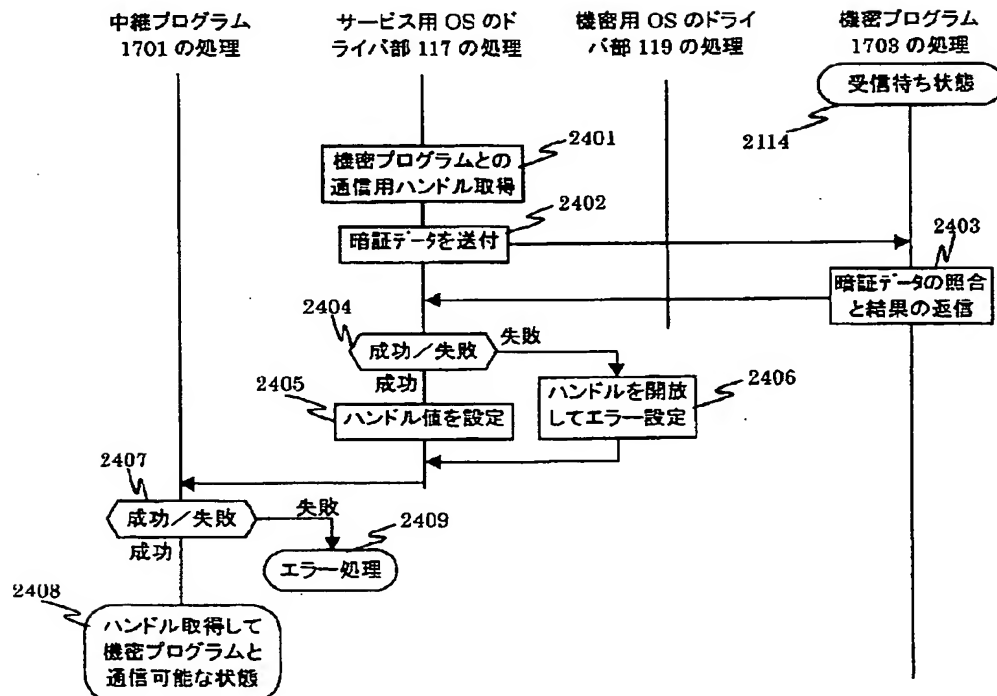 中継プログラム
1701 の処理
サービス用 OS のド
ライバ部 117 の処理
機密用 OS のドライ
バ部 119 の処理
機密プログラム
1703 の処理
受信待ち状態
2114
2401
機密プログラムとの
通信用ハンドル取得
2402
暗証データを送付
2403
暗証データの照合
と結果の返信
2404
成功/失敗
失敗
成功
2405
ハンドル値を設定
2406
ハンドルを開放
してエラー設定
2407
成功/失敗
失敗
成功
2409
エラー処理
2408
ハンドル取得して
機密プログラムと
通信可能な状態